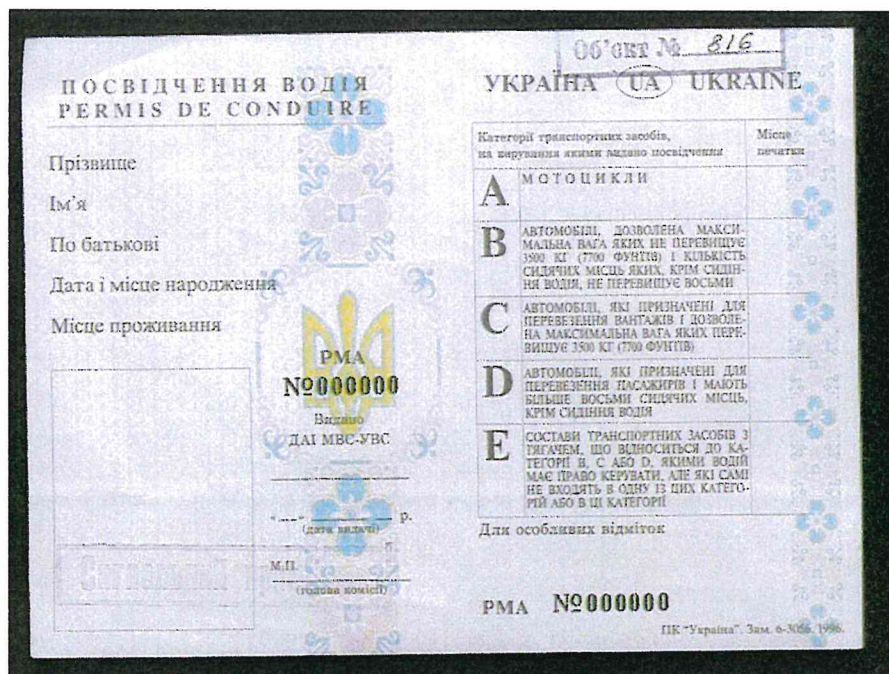 Об'єкт № 816
ПОСВІДЧЕННЯ ВОДІЯ
PERMIS DE CONDUIRE
Прізвище
Ім'я
По батькові
Дата і місце народження
Місце проживання
РМА
№000000
Видано
ДАІ МВС-УВС
« » р.
(дата видачі)
М.П.
(голова комісії)
УКРАЇНА UA UKRAINE
Категорії транспортних засобів,
на керування якими видано посвідчення
Місце
печатки
A МОТОЦИКЛИ
B АВТОМОБІЛІ, ДОЗВОЛЕНА МАКСИ-
МАЛЬНА ВАГА ЯКИХ НЕ ПЕРЕВИЩУЄ
3500 КГ (7700 ФУНТІВ) І КІЛЬКІСТЬ
СИДЯЧИХ МІСЦЬ ЯКИХ, КРІМ СИДІН-
НЯ ВОДІЯ, НЕ ПЕРЕВИЩУЄ ВОСЬМИ
C АВТОМОБІЛІ, ЯКІ ПРИЗНАЧЕНІ ДЛЯ
ПЕРЕВЕЗЕННЯ ВАНТАЖІВ І ДОЗВОЛЕ-
НА МАКСИМАЛЬНА ВАГА ЯКИХ ПЕРЕ-
ВИЩУЄ 3500 КГ (7700 ФУНТІВ)
D АВТОМОБІЛІ, ЯКІ ПРИЗНАЧЕНІ ДЛЯ
ПЕРЕВЕЗЕННЯ ПАСАЖИРІВ І МАЮТЬ
БІЛЬШЕ ВОСЬМИ СИДЯЧИХ МІСЦЬ,
КРІМ СИДІННЯ ВОДІЯ
E СОСТАВИ ТРАНСПОРТНИХ ЗАСОБІВ З
ТЯГАЧЕМ, ЩО ВІДНОСИТЬСЯ ДО КА-
ТЕГОРІЇ В, С АБО D, ЯКИМИ ВОДІЙ
МАЄ ПРАВО КЕРУВАТИ, АЛЕ ЯКІ САМІ
НЕ ВХОДЯТЬ В ОДНУ ІЗ ЦИХ КАТЕГО-
РІЙ АБО В ЦІ КАТЕГОРІЇ
Для особливих відміток
РМА №000000
ПК "Україна". Зам. 6-3056. 1996.